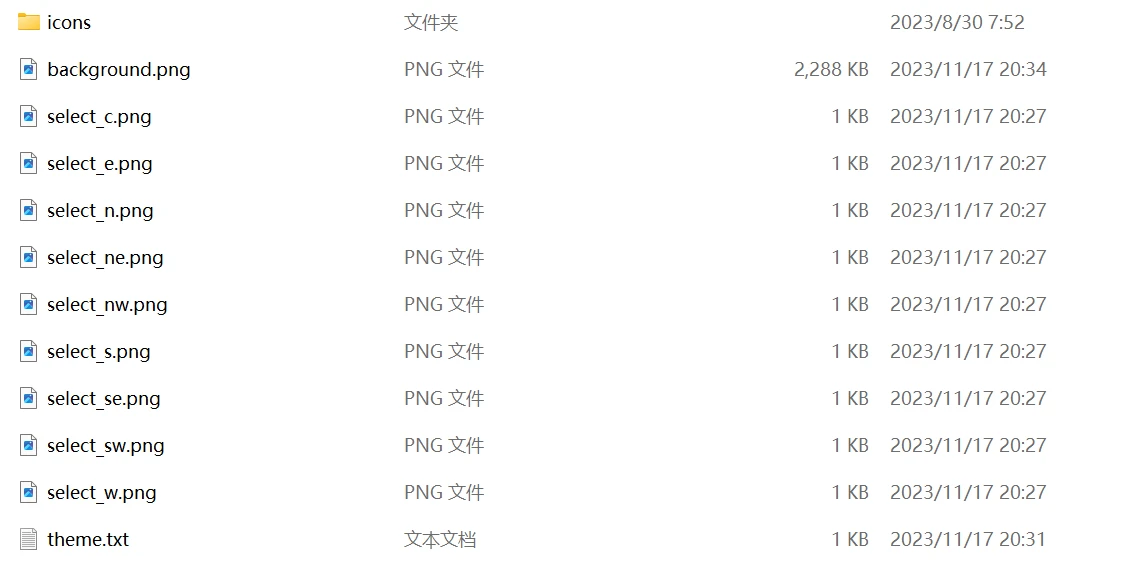 icons 文件夹 2023/8/30 7:52
background.png PNG 文件 2,288 KB 2023/11/17 20:34
select_c.png PNG 文件 1 KB 2023/11/17 20:27
select_e.png PNG 文件 1 KB 2023/11/17 20:27
select_n.png PNG 文件 1 KB 2023/11/17 20:27
select_ne.png PNG 文件 1 KB 2023/11/17 20:27
select_nw.png PNG 文件 1 KB 2023/11/17 20:27
select_s.png PNG 文件 1 KB 2023/11/17 20:27
select_se.png PNG 文件 1 KB 2023/11/17 20:27
select_sw.png PNG 文件 1 KB 2023/11/17 20:27
select_w.png PNG 文件 1 KB 2023/11/17 20:27
theme.txt 文本文档 1 KB 2023/11/17 20:31